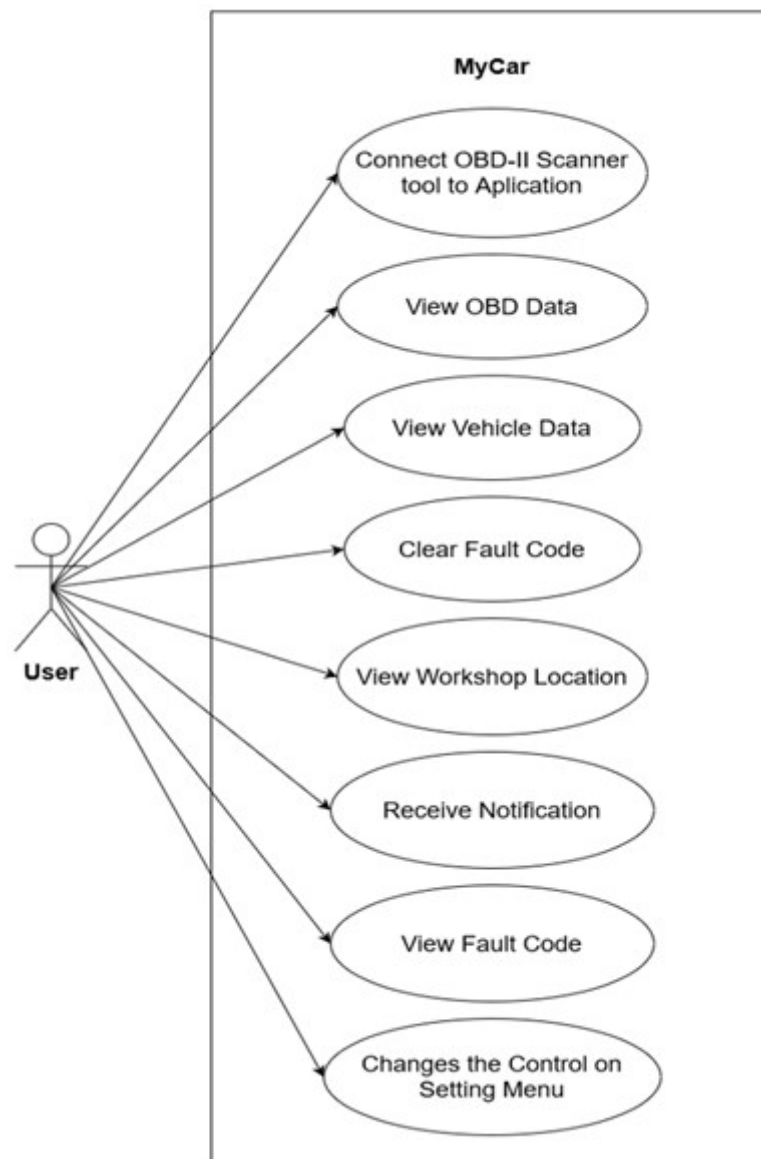 MyCar
Connect OBD-II Scanner
tool to Aplication
View OBD Data
View Vehicle Data
Clear Fault Code
User
View Workshop Location
Receive Notification
View Fault Code
Changes the Control on
Setting Menu